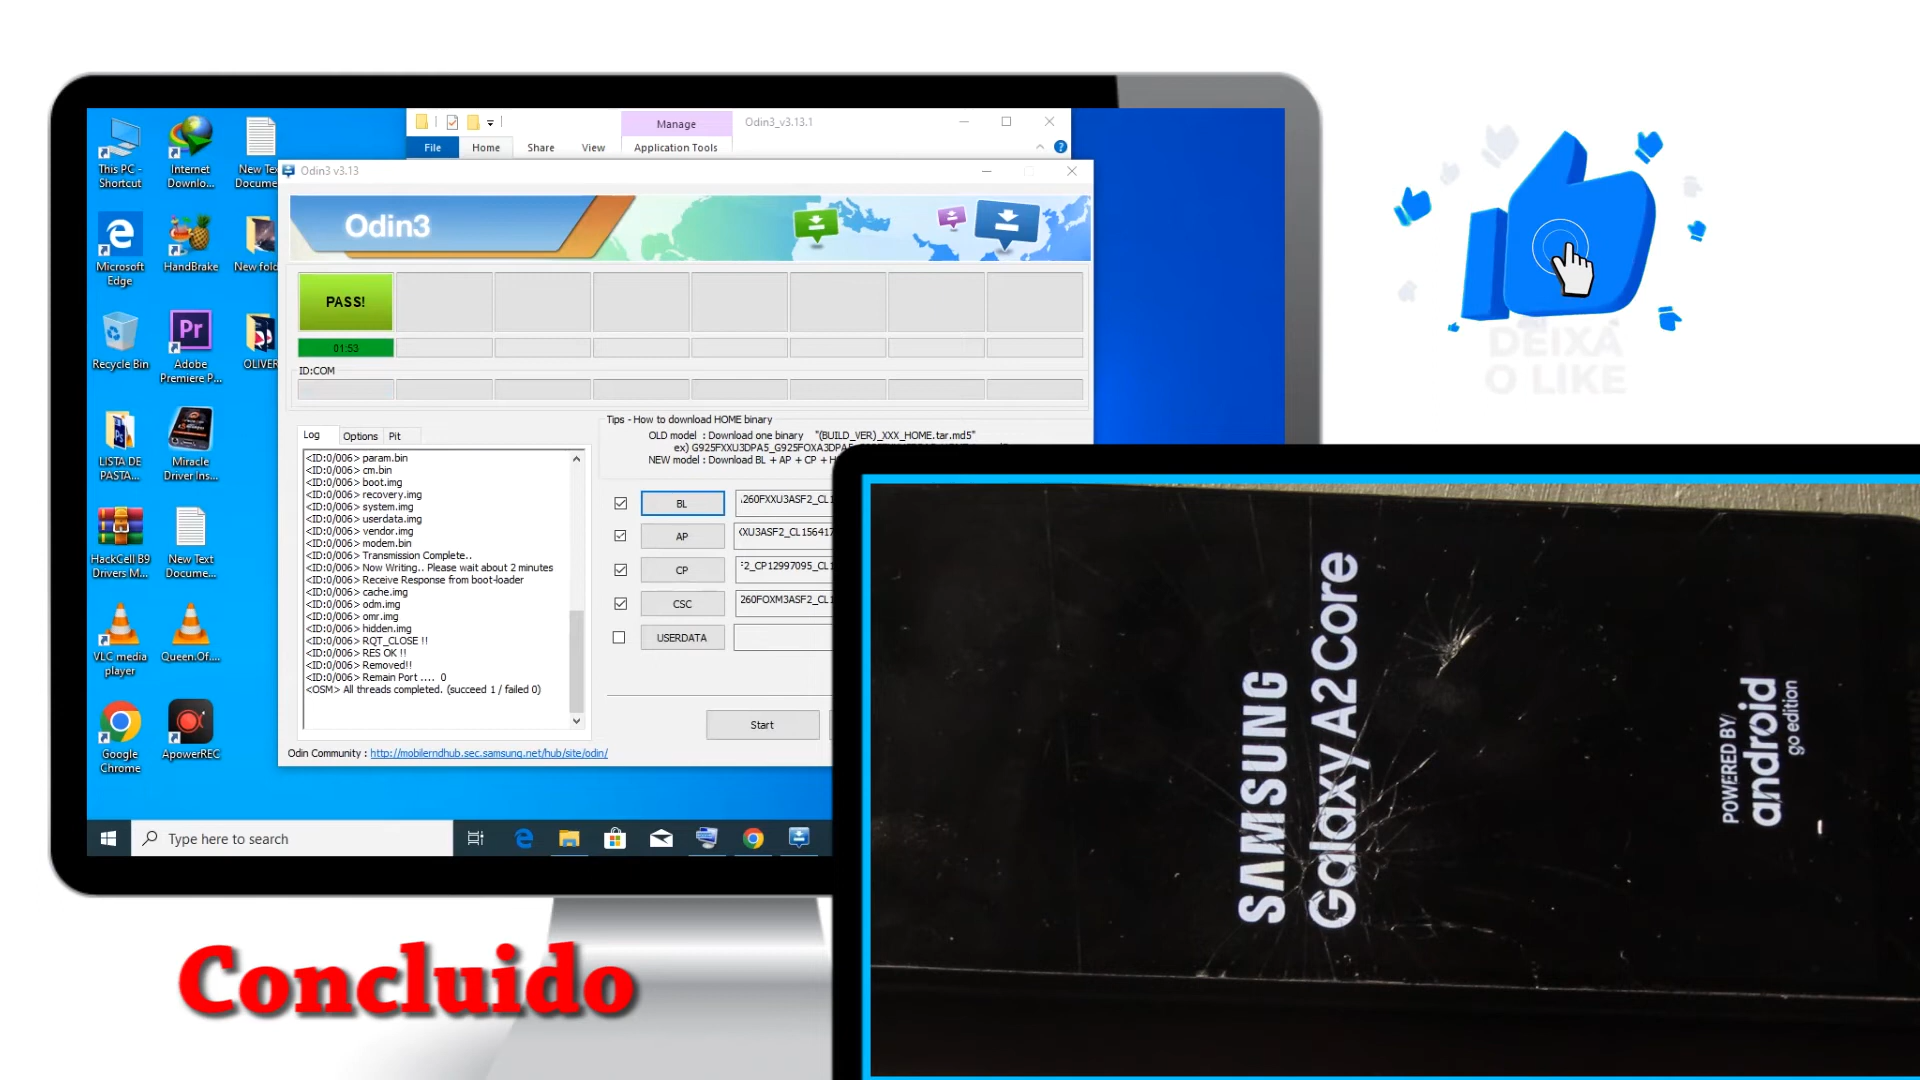 This PC -
Shortcut
Internet
Downlo...
New Tex
Docume
Microsoft
Edge
HandBrake
New fold
Recycle Bin
Pr
Adobe
Premiere P...
OLIVER
LISTA DE
PASTA...
Miracle
Driver Ins...
HackCell B9
Drivers M...
New Text
Docume...
VLC media
player
Queen.Of....
Google
Chrome
ApowerREC
Manage
Odin3_v3.13.1
File
Home
Share
View
Application Tools
Odin3 v3.13
Odin3
PASS!
01:53
ID:COM
Log
Options
Pit
<ID:0/006> param.bin
<ID:0/006> cm.bin
<ID:0/006> boot.img
<ID:0/006> recovery.img
<ID:0/006> system.img
<ID:0/006> userdata.img
<ID:0/006> vendor.img
<ID:0/006> modem.bin
<ID:0/006> Transmission Complete..
<ID:0/006> Now Writing.. Please wait about 2 minutes
<ID:0/006> Receive Response from boot-loader
<ID:0/006> cache.img
<ID:0/006> odm.img
<ID:0/006> omr.img
<ID:0/006> hidden.img
<ID:0/006> RQT_CLOSE !!
<ID:0/006> RES OK !!
<ID:0/006> Removed!!
<ID:0/006> Remain Port .... 0
<OSM> All threads completed. (succeed 1 / failed 0)
Tips - How to download HOME binary
OLD model : Download one binary "(BUILD_VER)_XXX_HOME.tar.md5"
ex) G925FXXU3DPA5_G925FOXA3DPA5
NEW model : Download BL + AP + CP + H
BL
260FXXU3ASF2_CL1
AP
XU3ASF2_CL156417
CP
F2_CP12997095_CL1
CSC
260FOXM3ASF2_CL1
USERDATA
Start
Odin Community : http://mobilerndhub.sec.samsung.net/hub/site/odin/
Type here to search
DEIXA
O LIKE
SAMSUNG
Galaxy A2 Core
POWERED BY
android
go edition
Concluido